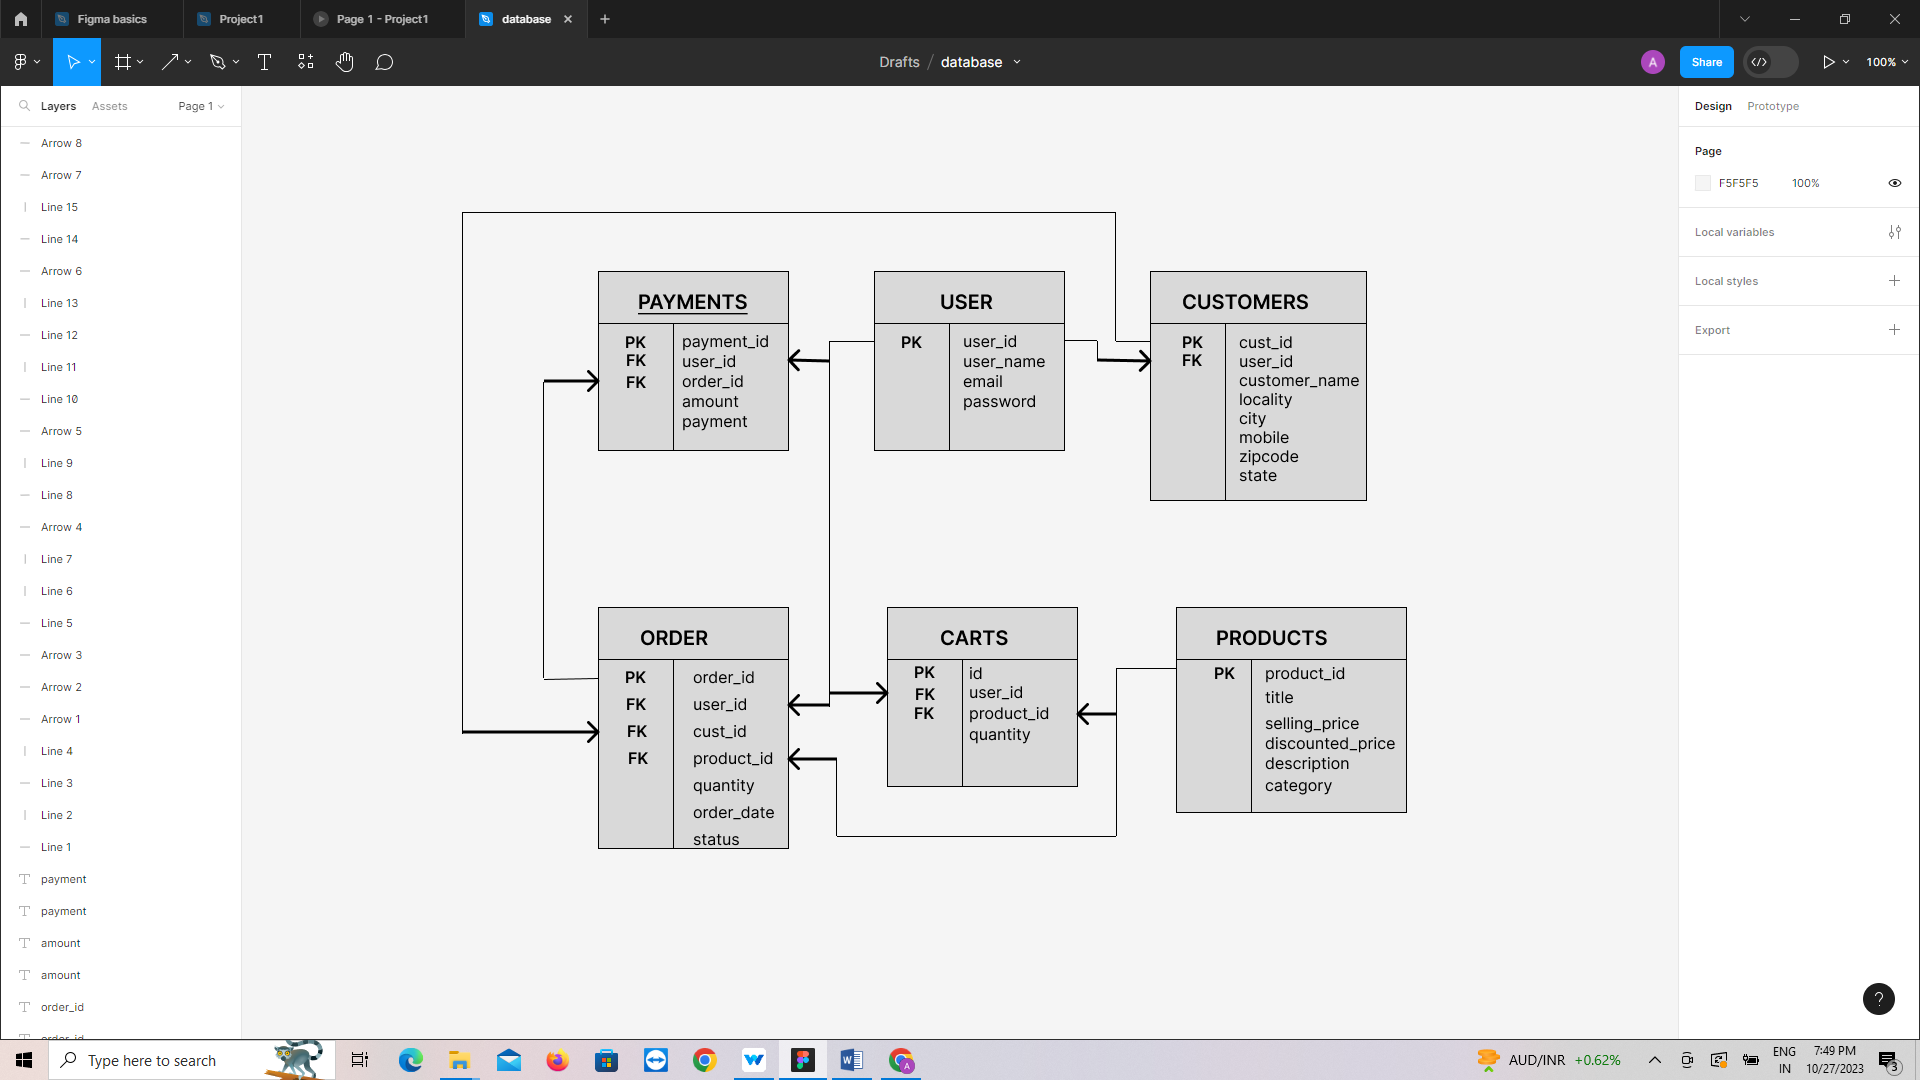 Figma basics
Project1
Page 1 - Project1
database
Drafts / database
A
Share
100%
Layers
Assets
Page 1
Arrow 8
Arrow 7
Line 15
Line 14
Arrow 6
Line 13
Line 12
Line 11
Line 10
Arrow 5
Line 9
Line 8
Arrow 4
Line 7
Line 6
Line 5
Arrow 3
Arrow 2
Arrow 1
Line 4
Line 3
Line 2
Line 1
payment
payment
amount
amount
order_id
order_id
PAYMENTS
PK payment_id
FK user_id
FK order_id
amount
payment
USER
PK user_id
user_name
email
password
CUSTOMERS
PK cust_id
FK user_id
customer_name
locality
city
mobile
zipcode
state
ORDER
PK order_id
FK user_id
FK cust_id
FK product_id
quantity
order_date
status
CARTS
PK id
FK user_id
FK product_id
quantity
PRODUCTS
PK product_id
title
selling_price
discounted_price
description
category
Design
Prototype
Page
F5F5F5 100%
Local variables
Local styles
Export
?
Type here to search
AUD/INR +0.62%
ENG
IN
7:49 PM
10/27/2023
3